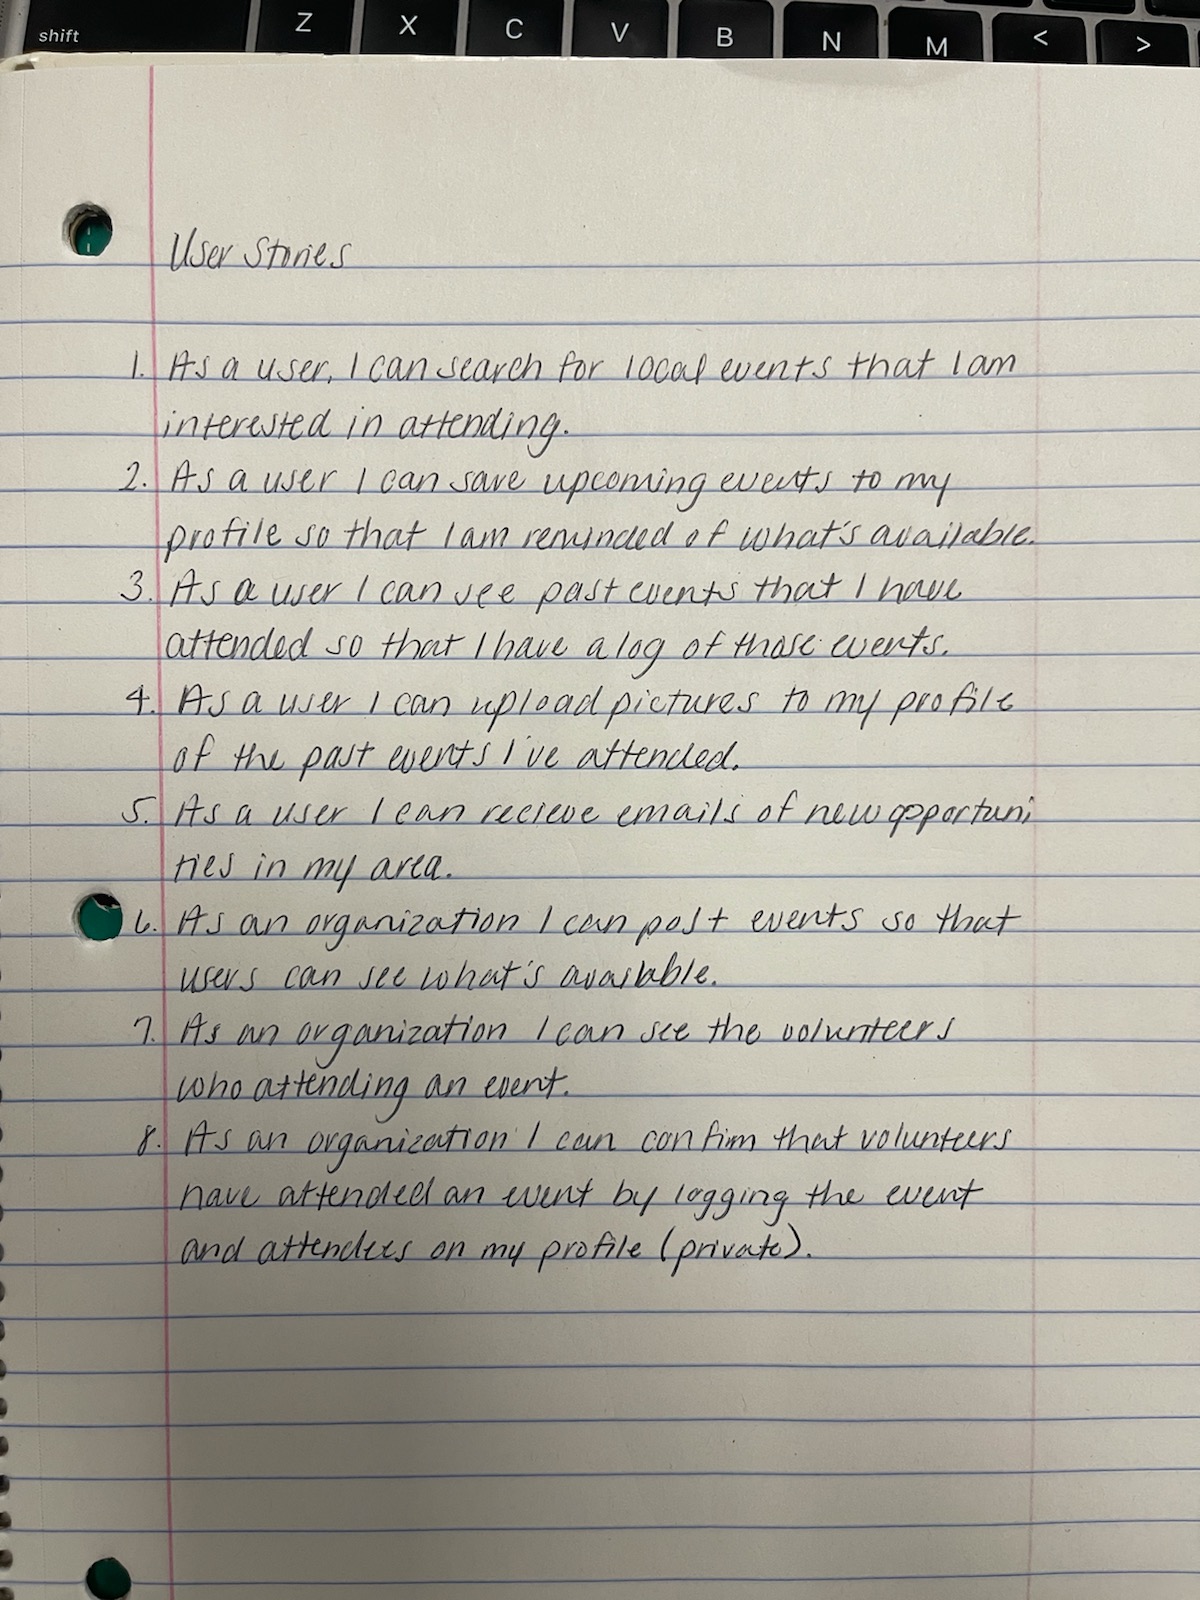 shift Z X C V B N M < >
User Stories
1. As a user, I can search for local events that I am
interested in attending.
2. As a user I can save upcoming events to my
profile so that I am reminded of what's available.
3. As a user I can see past events that I have
attended so that I have a log of those events.
4. As a user I can upload pictures to my profile
of the past events I've attended.
5. As a user I can recieve emails of new opportuni
ties in my area.
6. As an organization I can post events so that
users can see what's available.
7. As an organization I can see the volunteers
who attending an event.
8. As an organization I can confim that volunteers
have attended an event by logging the event
and attendees on my profile (private).